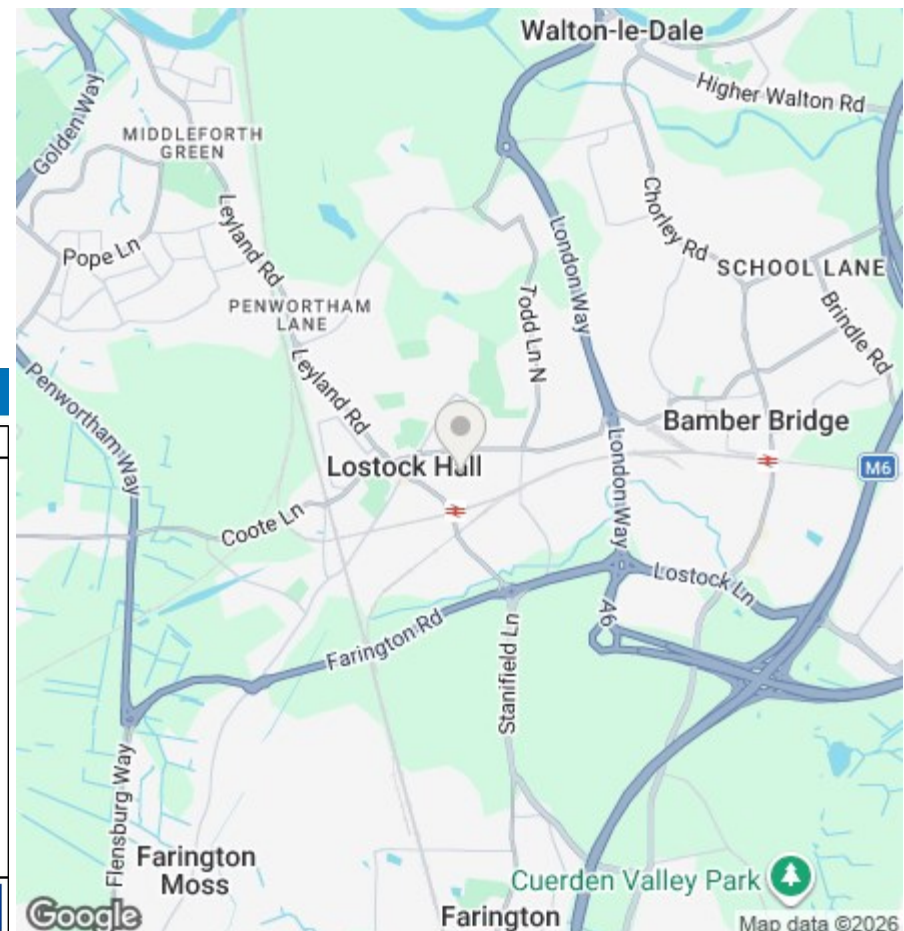 Walton-le-Dale
Higher Walton Rd
Golden Way
MIDDLEFORTH
GREEN
Chorley Rd
Leyland Rd
Pope Ln
London Way
SCHOOL LANE
PENWORTHAM
LANE
Todd Ln N
Brindle Rd
Leyland Rd
Penwortham Way
Bamber Bridge
London Way
Lostock Hall
M6
Coote Ln
Lostock Ln
A6
Farington Rd
Stanifield Ln
Flensburg Way
Farington
Moss
Cuerden Valley Park
Farington
Google
Map data ©2026